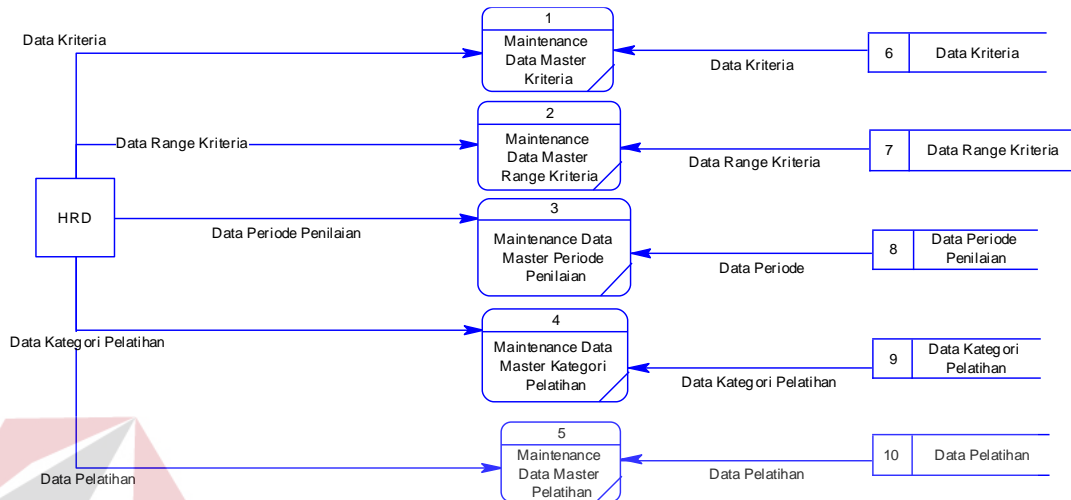 Data Kriteria
1
Maintenance
Data Master
Kriteria
Data Kriteria
6
Data Kriteria
Data Range Kriteria
2
Maintenance
Data Master
Range Kriteria
Data Range Kriteria
7
Data Range Kriteria
HRD
Data Periode Penilaian
3
Maintenance Data
Master Periode
Penilaian
Data Periode
8
Data Periode
Penilaian
Data Kategori Pelatihan
4
Maintenance Data
Master Kategori
Pelatihan
Data Kategori Pelatihan
9
Data Kategori
Pelatihan
Data Pelatihan
5
Maintenance
Data Master
Pelatihan
Data Pelatihan
10
Data Pelatihan